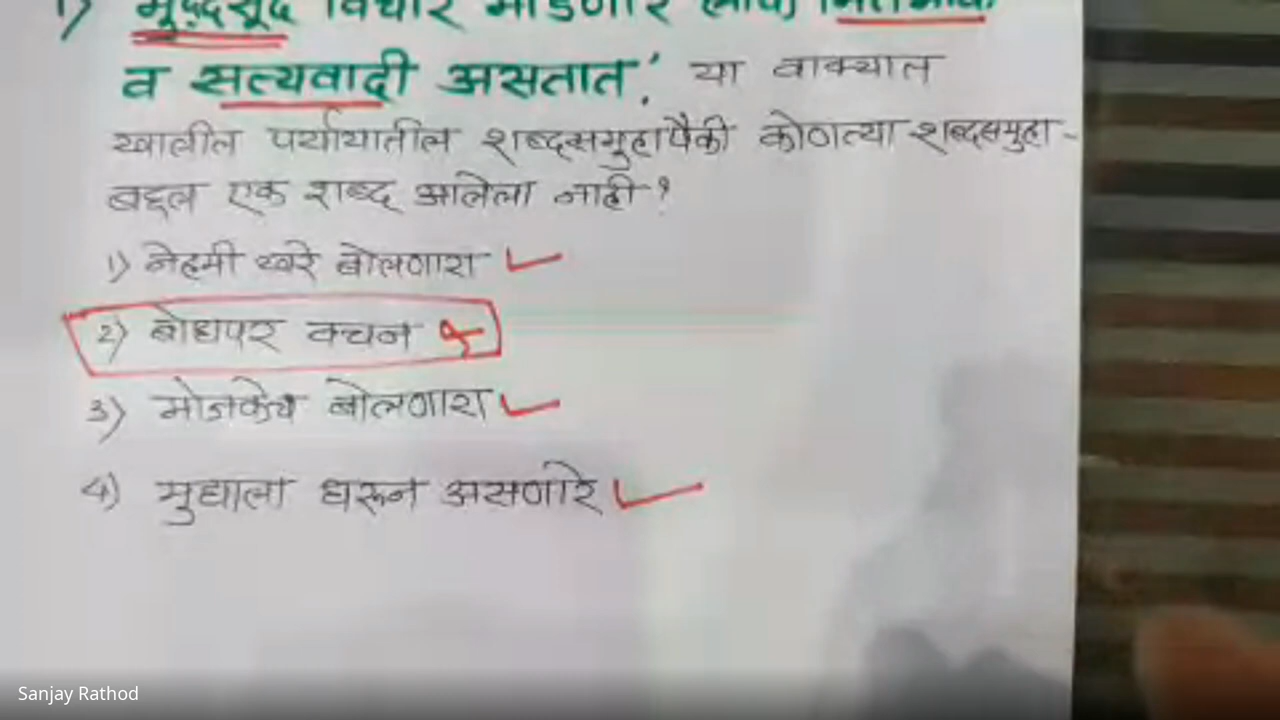 1) मुद्देसूद विचार मांडणारे लोक मितभाषी
व सत्यवादी असतात.' या वाक्यात
खालील पर्यायातील शब्दसमुहापैकी कोणत्या शब्दसमुहा-
बद्दल एक शब्द आलेला नाही?
1) नेहमी खरे बोलणारा
2) बोधपर वचन
3) मोजकेच बोलणारा
4) मुद्याला धरून असणारे
Sanjay Rathod